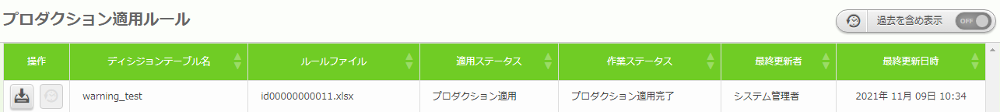 プロダクション適用ルール
過去を含め表示 OFF
操作 ディシジョンテーブル名 ルールファイル 適用ステータス 作業ステータス 最終更新者 最終更新日時
warning_test id00000000011.xlsx プロダクション適用 プロダクション適用完了 システム管理者 2021年 11月 09日 10:34